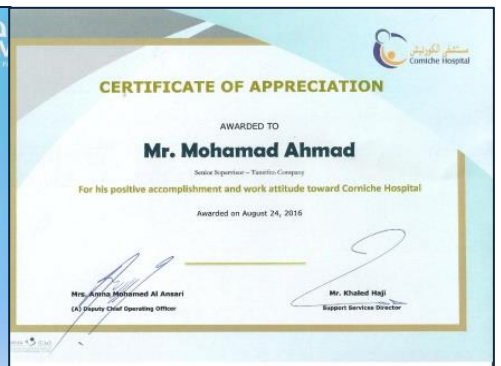 مستشفى الكورنيش
Corniche Hospital
CERTIFICATE OF APPRECIATION
AWARDED TO
Mr. Mohamad Ahmad
Senior Supervisor – Tanzifco Company
For his positive accomplishment and work attitude toward Corniche Hospital
Awarded on August 24, 2016
Mrs. Amna Mohamed Al Ansari
(A) Deputy Chief Operating Officer
Mr. Khaled Haji
Support Services Director